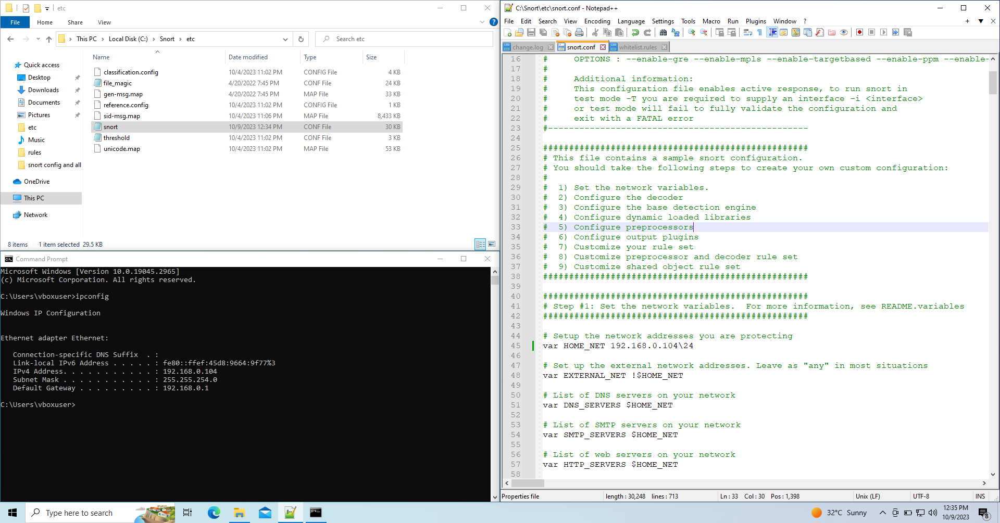 etc
File Home Share View
This PC > Local Disk (C:) > Snort > etc
Search etc
Name Date modified Type Size
Quick access
Desktop
Downloads
Documents
Pictures
etc
Music
rules
snort config and all
OneDrive
This PC
Network
classification.config 10/4/2023 11:02 PM CONFIG File 4 KB
file_magic 4/20/2022 7:45 PM CONF File 24 KB
gen-msg.map 4/20/2022 7:45 PM MAP File 33 KB
reference.config 10/4/2023 11:02 PM CONFIG File 1 KB
sid-msg.map 10/4/2023 11:06 PM MAP File 8,433 KB
snort 10/9/2023 12:34 PM CONF File 30 KB
threshold 10/4/2023 11:02 PM CONF File 3 KB
unicode.map 10/4/2023 11:02 PM MAP File 53 KB
8 items 1 item selected 29.5 KB
Command Prompt
Microsoft Windows [Version 10.0.19045.2965]
(c) Microsoft Corporation. All rights reserved.
C:\Users\vboxuser>ipconfig
Windows IP Configuration
Ethernet adapter Ethernet:
Connection-specific DNS Suffix . :
Link-local IPv6 Address . . . . . : fe80::ffef:45d8:9664:9f77%3
IPv4 Address. . . . . . . . . . . : 192.168.0.104
Subnet Mask . . . . . . . . . . . : 255.255.254.0
Default Gateway . . . . . . . . . : 192.168.0.1
C:\Users\vboxuser>
C:\Snort\etc\snort.conf - Notepad++
File Edit Search View Encoding Language Settings Tools Macro Run Plugins Window ?
change.log snort.conf whitelist.rules
16 # OPTIONS : --enable-gre --enable-mpls --enable-targetbased --enable-ppm --enable-
17 #
18 # Additional information:
19 # This configuration file enables active response, to run snort in
20 # test mode -T you are required to supply an interface -i <interface>
21 # or test mode will fail to fully validate the configuration and
22 # exit with a FATAL error
23 #--------------------------------------------------
24
25 ###################################################
26 # This file contains a sample snort configuration.
27 # You should take the following steps to create your own custom configuration:
28 #
29 # 1) Set the network variables.
30 # 2) Configure the decoder
31 # 3) Configure the base detection engine
32 # 4) Configure dynamic loaded libraries
33 # 5) Configure preprocessors
34 # 6) Configure output plugins
35 # 7) Customize your rule set
36 # 8) Customize preprocessor and decoder rule set
37 # 9) Customize shared object rule set
38 ###################################################
39
40 ###################################################
41 # Step #1: Set the network variables. For more information, see README.variables
42 ###################################################
43
44 # Setup the network addresses you are protecting
45 var HOME_NET 192.168.0.104\24
46
47 # Set up the external network addresses. Leave as "any" in most situations
48 var EXTERNAL_NET !$HOME_NET
49
50 # List of DNS servers on your network
51 var DNS_SERVERS $HOME_NET
52
53 # List of SMTP servers on your network
54 var SMTP_SERVERS $HOME_NET
55
56 # List of web servers on your network
57 var HTTP_SERVERS $HOME_NET
58
Properties file length : 30,248 lines : 713 Ln : 33 Col : 30 Pos : 1,398 Unix (LF) UTF-8 INS
Type here to search
32°C Sunny
12:35 PM
10/9/2023
8